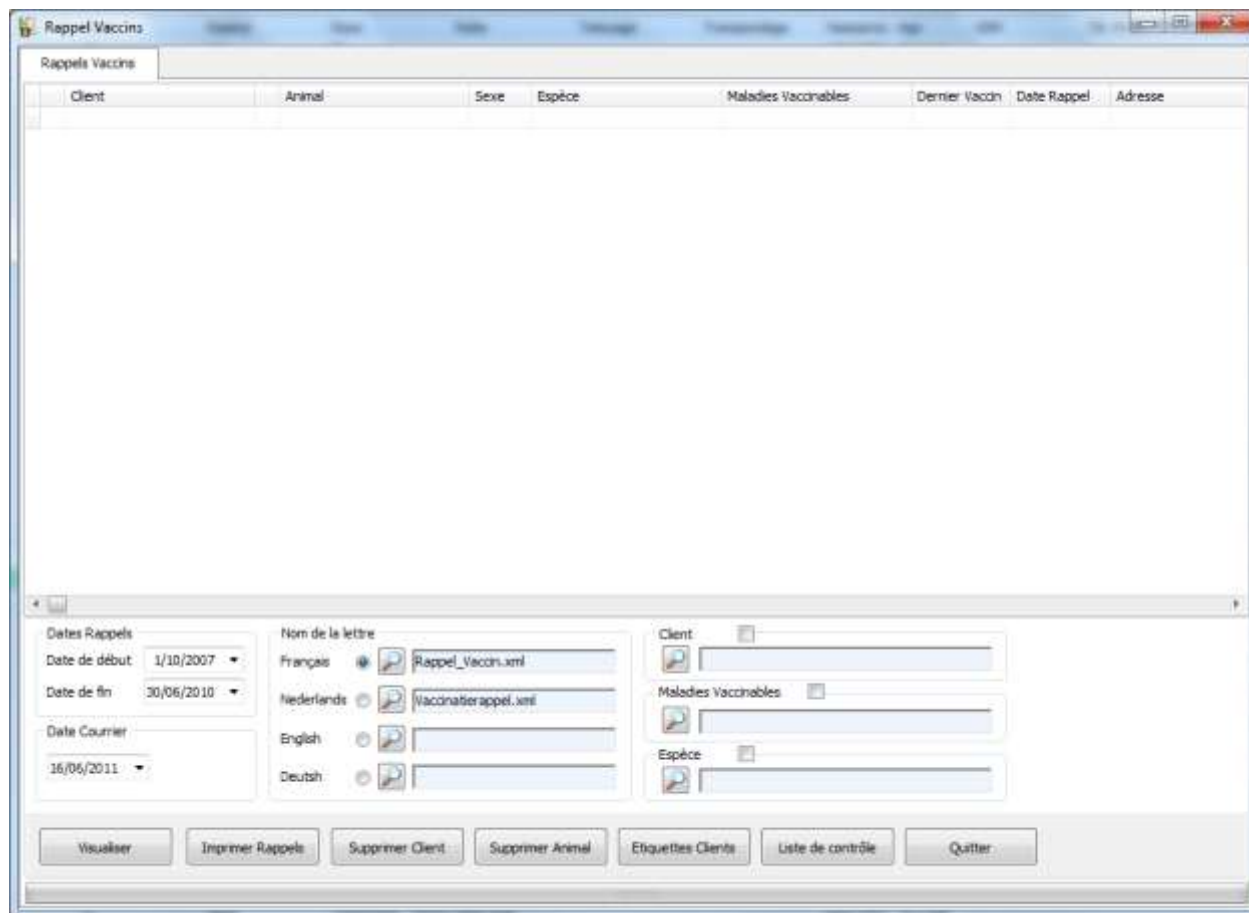 Rappel Vaccins
Rappels Vaccins
Client Animal Sexe Espèce Maladies Vaccinables Dernier Vaccin Date Rappel Adresse
Dates Rappels
Date de début 1/10/2007
Date de fin 30/06/2010
Date Courrier
16/06/2011
Nom de la lettre
Français Rappel_Vaccin.xml
Nederlands Vaccinatierappel.xml
English
Deutsh
Client
Maladies Vaccinables
Espèce
Visualiser Imprimer Rappels Supprimer Client Supprimer Animal Etiquettes Clients Liste de contrôle Quitter